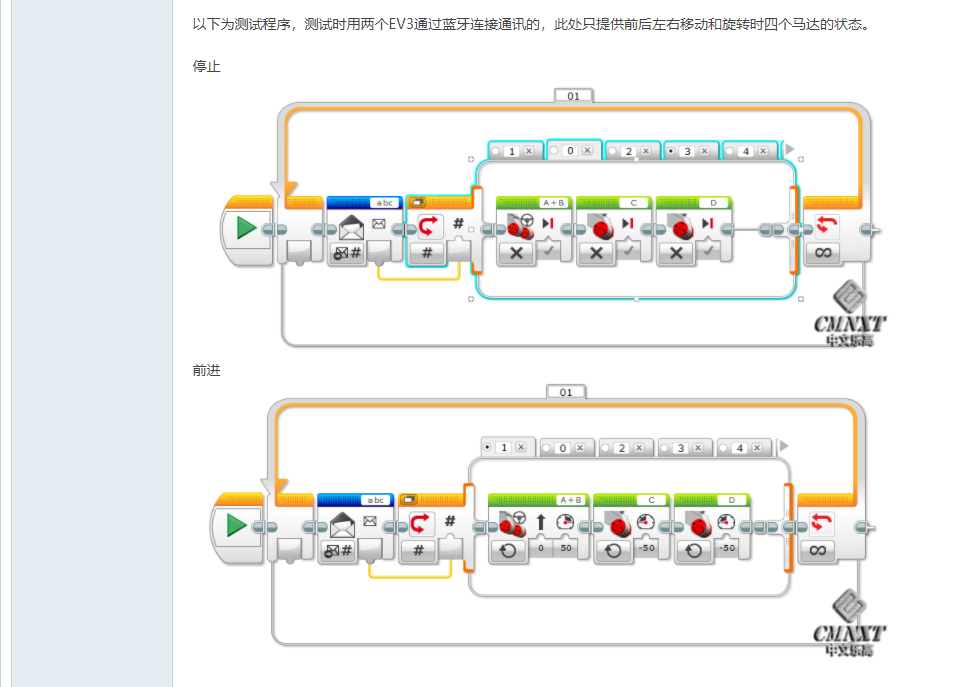 以下为测试程序，测试时用两个EV3通过蓝牙连接通讯的，此处只提供前后左右移动和旋转时四个马达的状态。
停止
01
1 0 2 3 4
abc A+B C D
#
# #
CMNXT
中文乐高
前进
01
1 0 2 3 4
abc A+B C D
#
# # 0 50 -50 -50
CMNXT
中文乐高